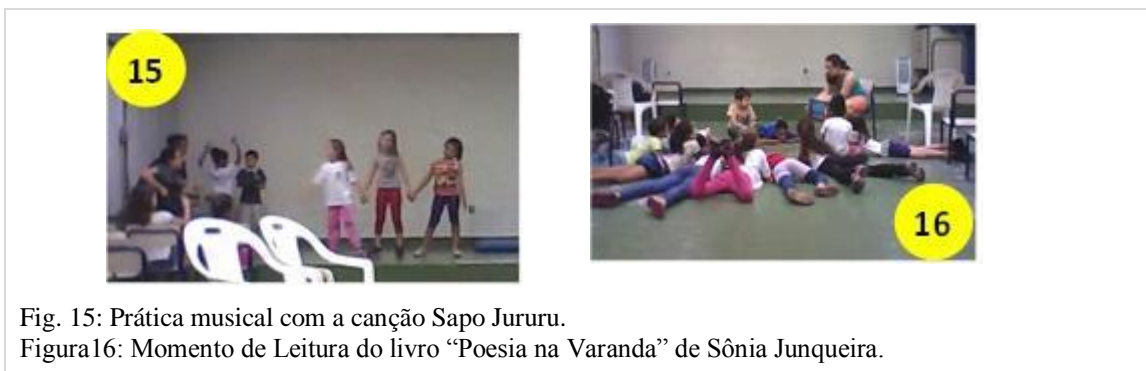 15
16
Fig. 15: Prática musical com a canção Sapo Jururu.
Figura16: Momento de Leitura do livro “Poesia na Varanda” de Sônia Junqueira.